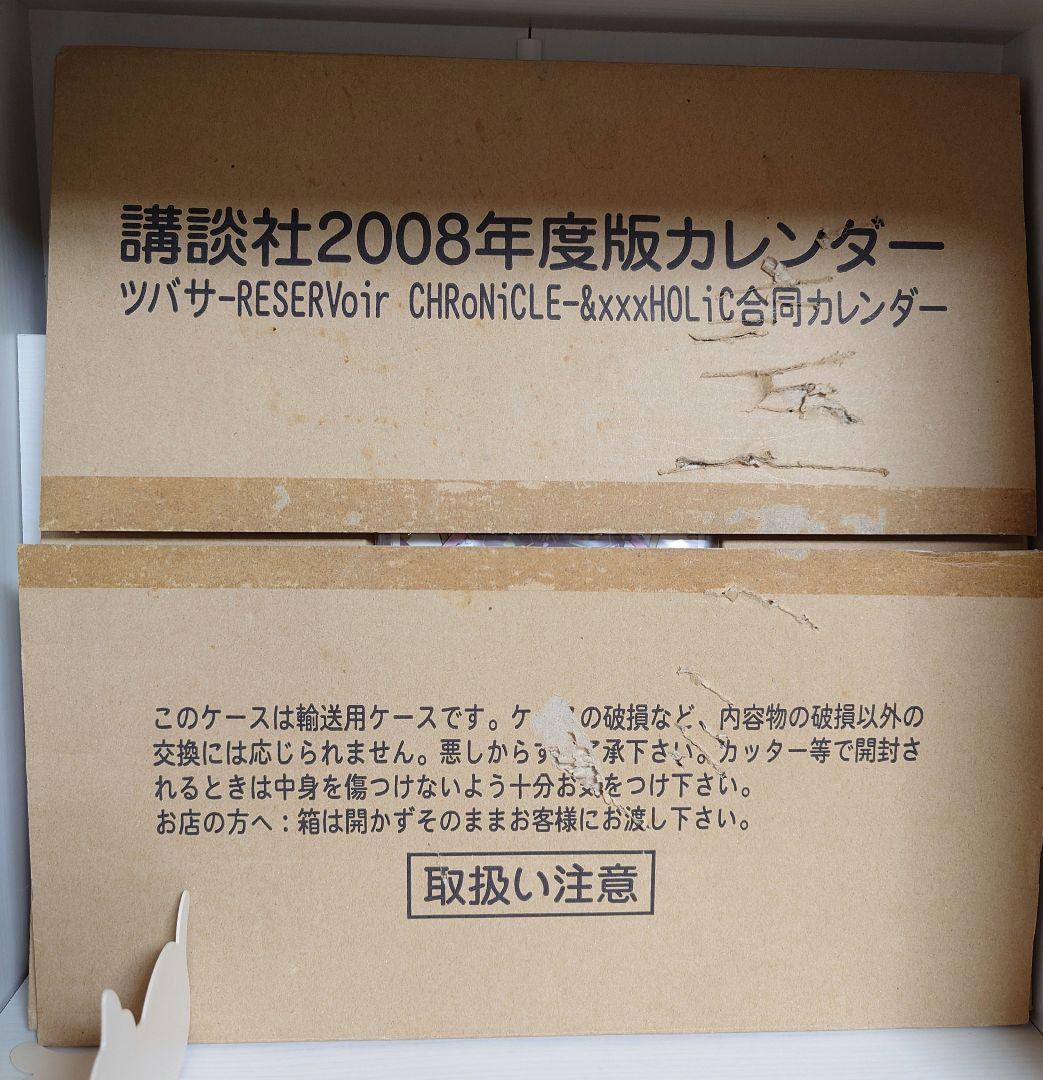 講談社2008年度版カレンダー
ツバサ-RESERVoir CHRoNiCLE-&xxxHOLiC合同カレンダー
このケースは輸送用ケースです。ケ の破損など、内容物の破損以外の
交換には応じられません。悪しからず 了承下さい。カッター等で開封さ
れるときは中身を傷つけないよう十分お気をつけ下さい。
お店の方へ：箱は開かずそのままお客様にお渡し下さい。
取扱い注意